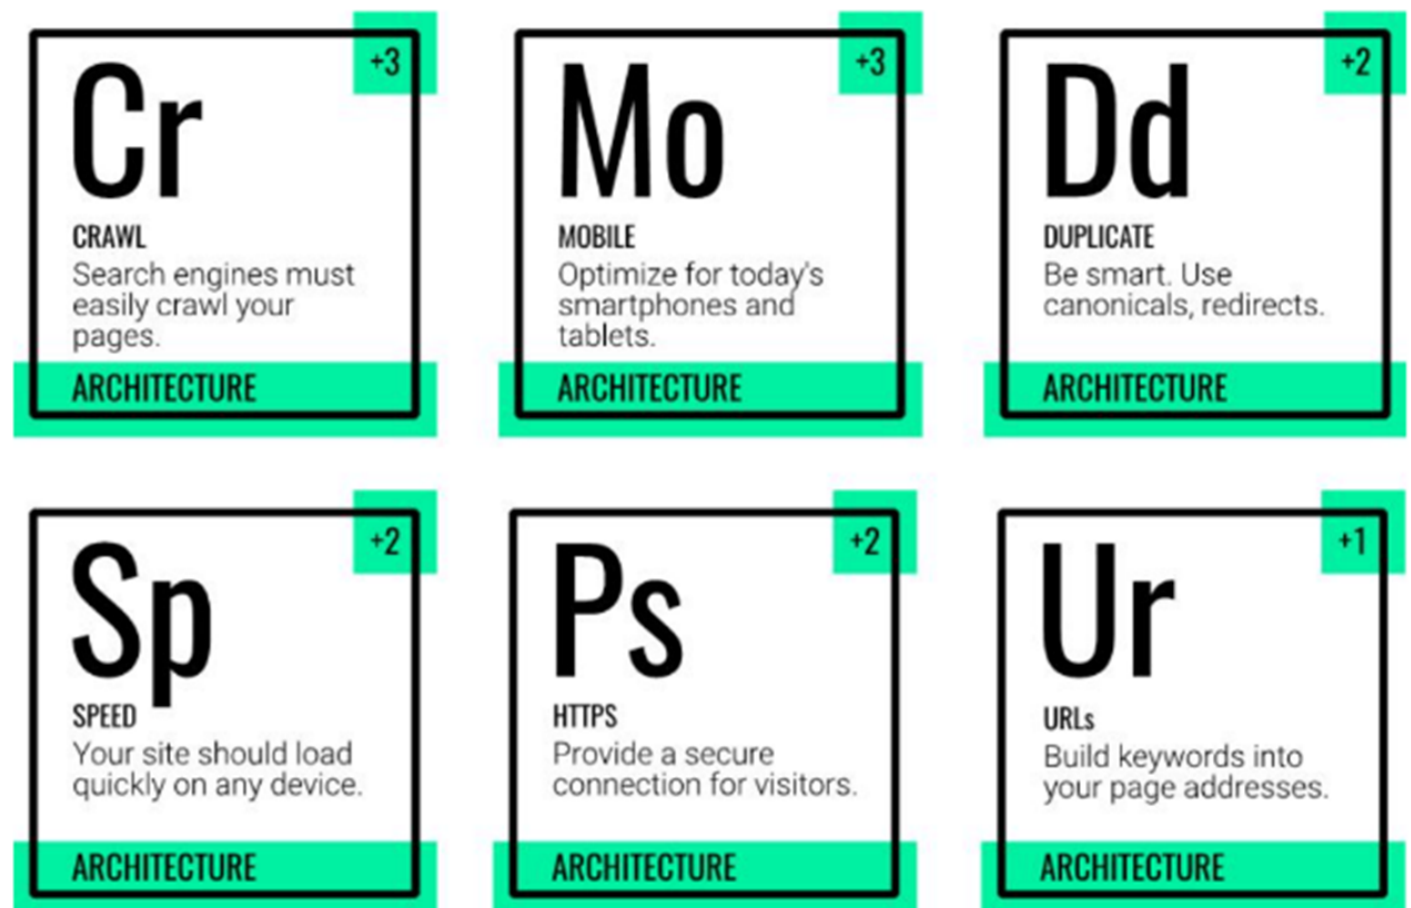 +3
Cr
CRAWL
Search engines must
easily crawl your
pages.
ARCHITECTURE
+3
Mo
MOBILE
Optimize for today's
smartphones and
tablets.
ARCHITECTURE
+2
Dd
DUPLICATE
Be smart. Use
canonicals, redirects.
ARCHITECTURE
+2
Sp
SPEED
Your site should load
quickly on any device.
ARCHITECTURE
+2
Ps
HTTPS
Provide a secure
connection for visitors.
ARCHITECTURE
+1
Ur
URLs
Build keywords into
your page addresses.
ARCHITECTURE